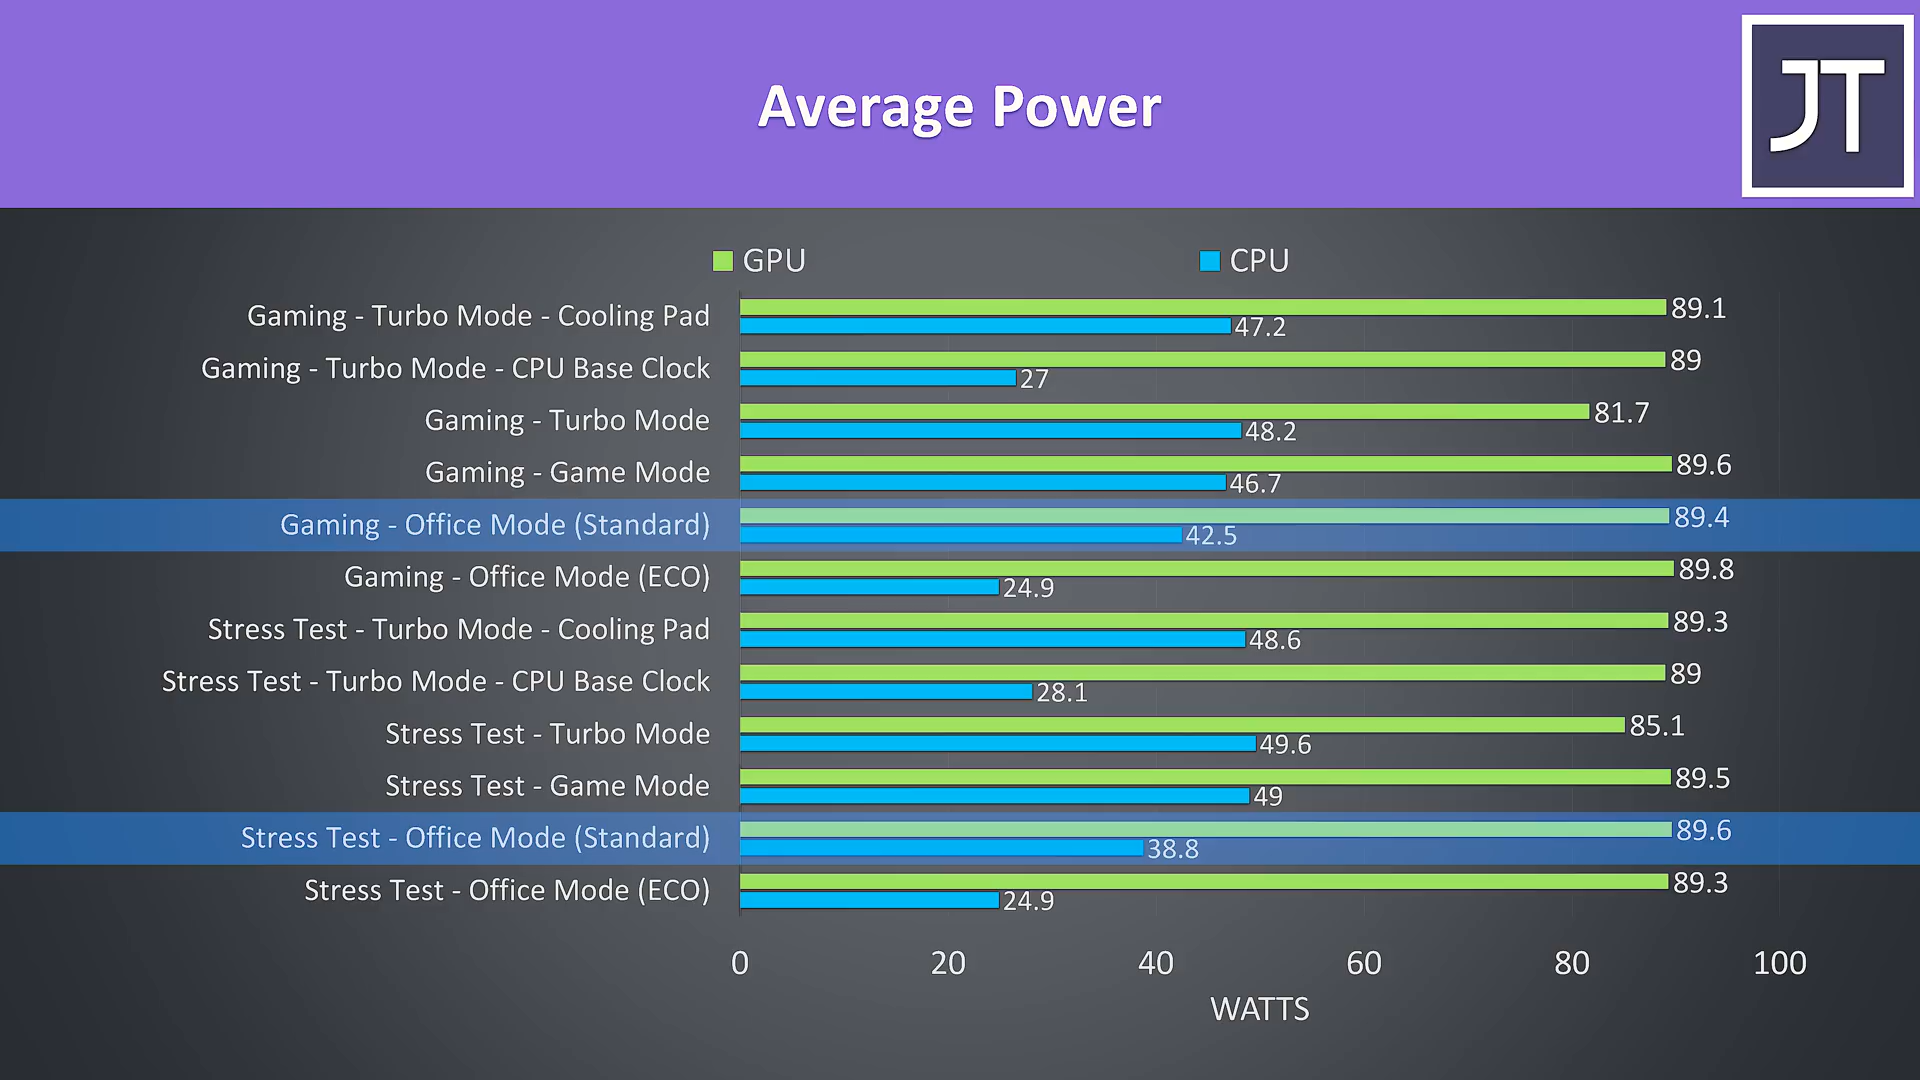 Average Power
JT
GPU CPU
Gaming - Turbo Mode - Cooling Pad 89.1
47.2
Gaming - Turbo Mode - CPU Base Clock 89
27
Gaming - Turbo Mode 81.7
48.2
Gaming - Game Mode 89.6
46.7
Gaming - Office Mode (Standard) 89.4
42.5
Gaming - Office Mode (ECO) 89.8
24.9
Stress Test - Turbo Mode - Cooling Pad 89.3
48.6
Stress Test - Turbo Mode - CPU Base Clock 89
28.1
Stress Test - Turbo Mode 85.1
49.6
Stress Test - Game Mode 89.5
49
Stress Test - Office Mode (Standard) 89.6
38.8
Stress Test - Office Mode (ECO) 89.3
24.9
0 20 40 60 80 100
WATTS